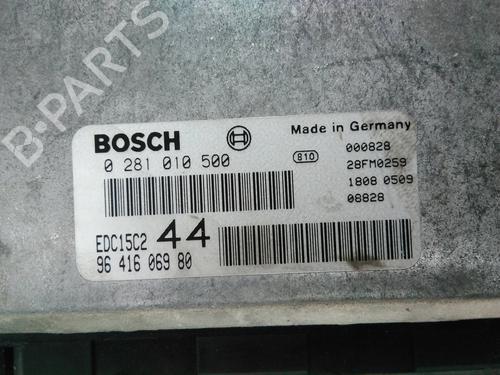 B-PARTS
BOSCH
Made in Germany
0 281 010 500
810
000828
28FM0259
1808 0509
08828
EDC15C2 44
96 416 069 80